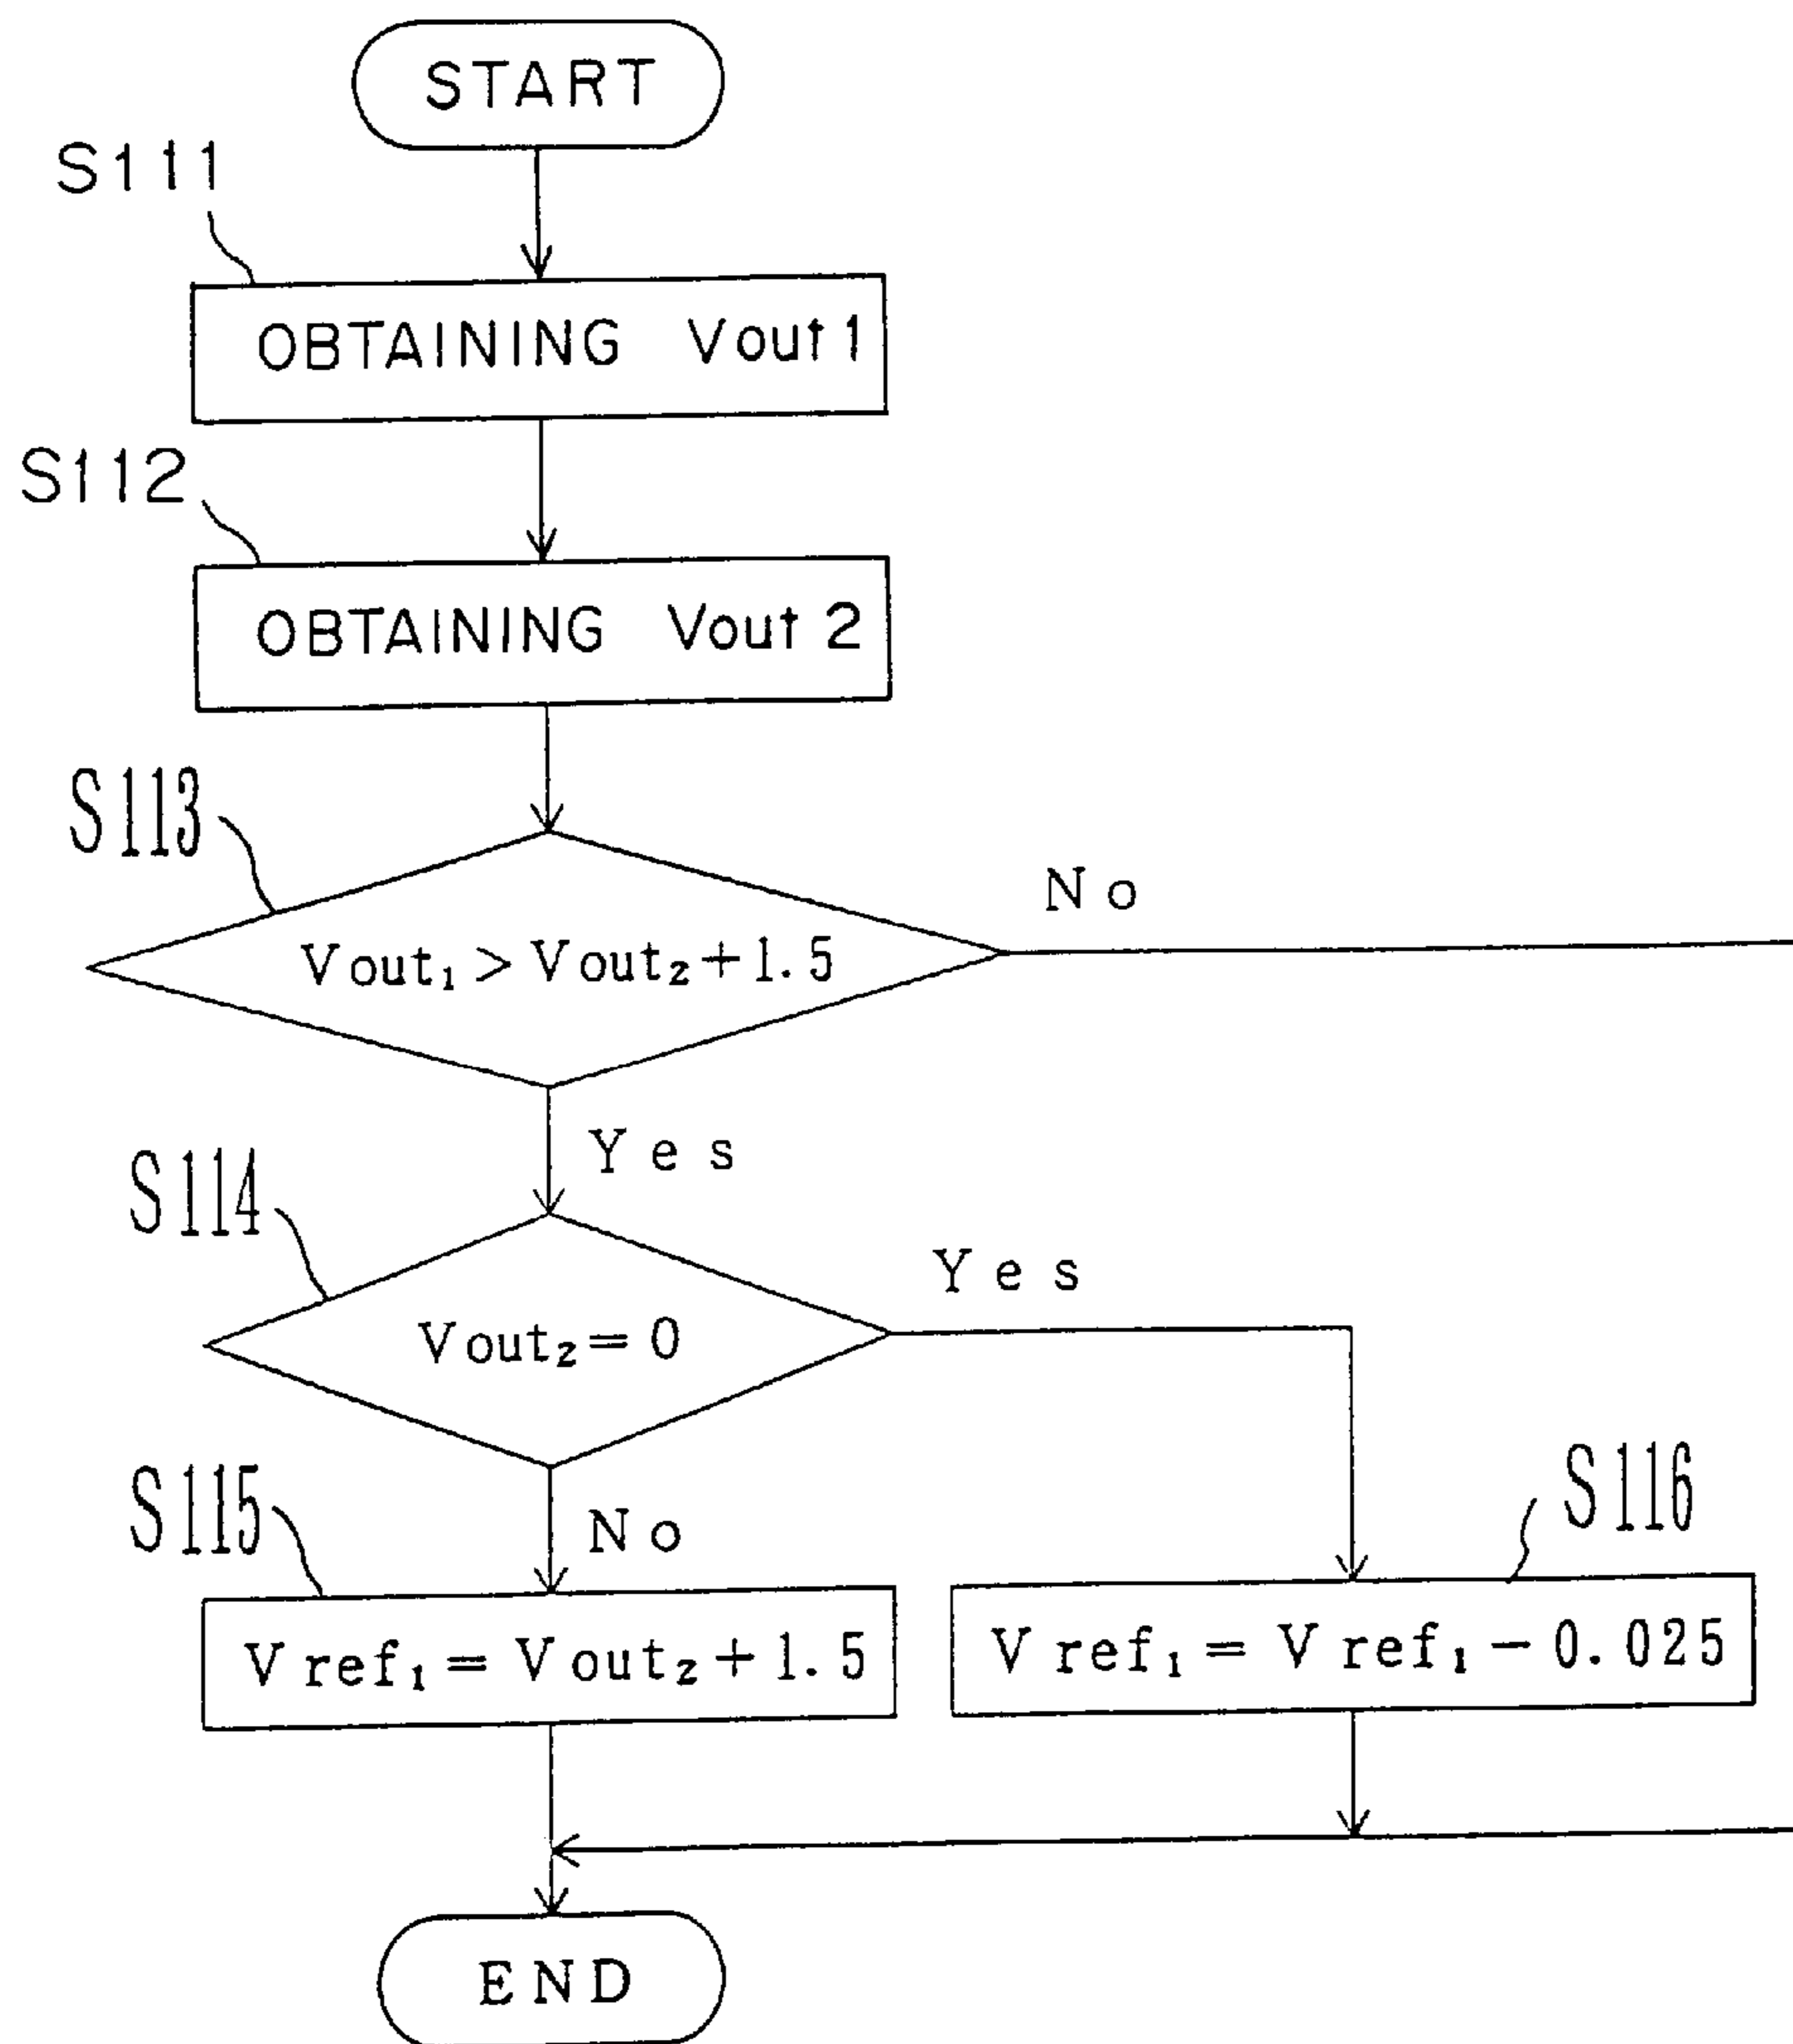 START
S111
OBTAINING Vout1
S112
OBTAINING Vout2
S113
No
Vout₁ > Vout₂ + 1.5
Yes
S114
Yes
Vout₂ = 0
S115
No
S116
Vref₁ = Vout₂ + 1.5
Vref₁ = Vref₁ - 0.025
END